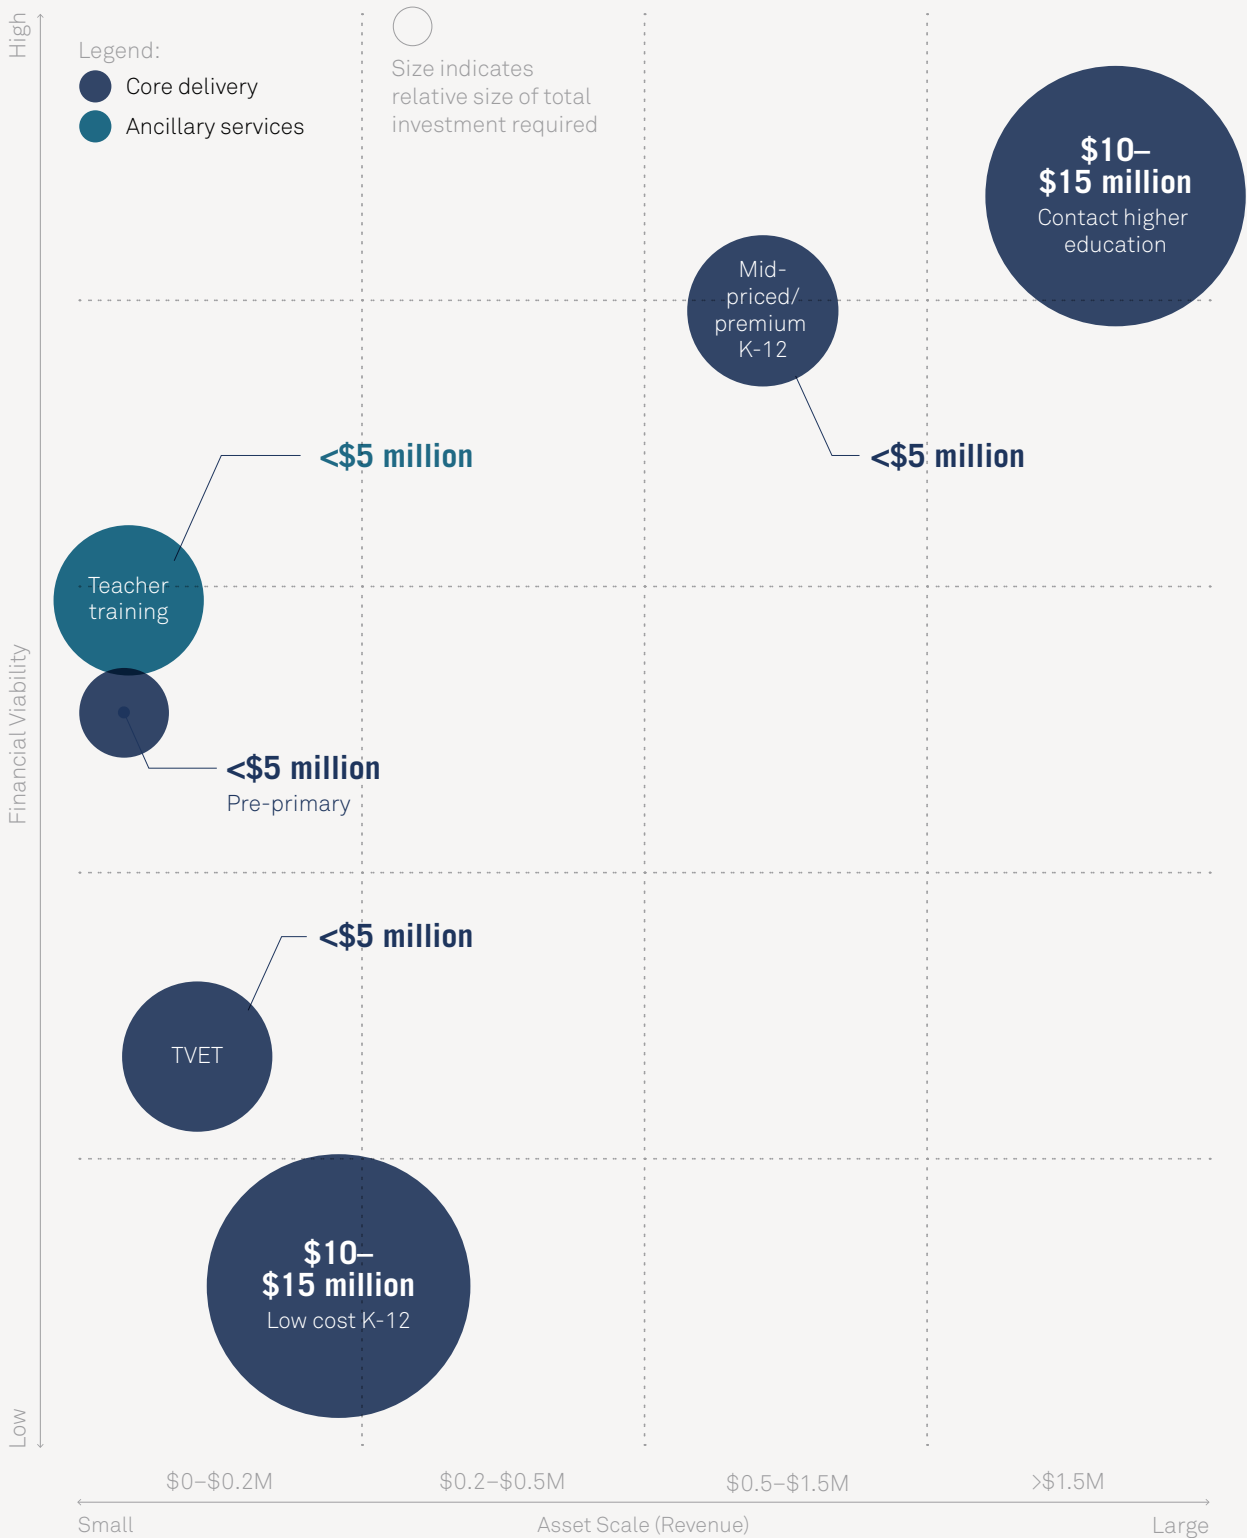 High
Legend:
Core delivery
Ancillary services
Size indicates
relative size of total
investment required
$10–
$15 million
Contact higher
education
Mid-
priced/
premium
K-12
<$5 million
<$5 million
Teacher
training
Financial Viability
<$5 million
Pre-primary
<$5 million
TVET
$10–
$15 million
Low cost K-12
Low
$0–$0.2M
$0.2–$0.5M
$0.5–$1.5M
>$1.5M
Small
Asset Scale (Revenue)
Large